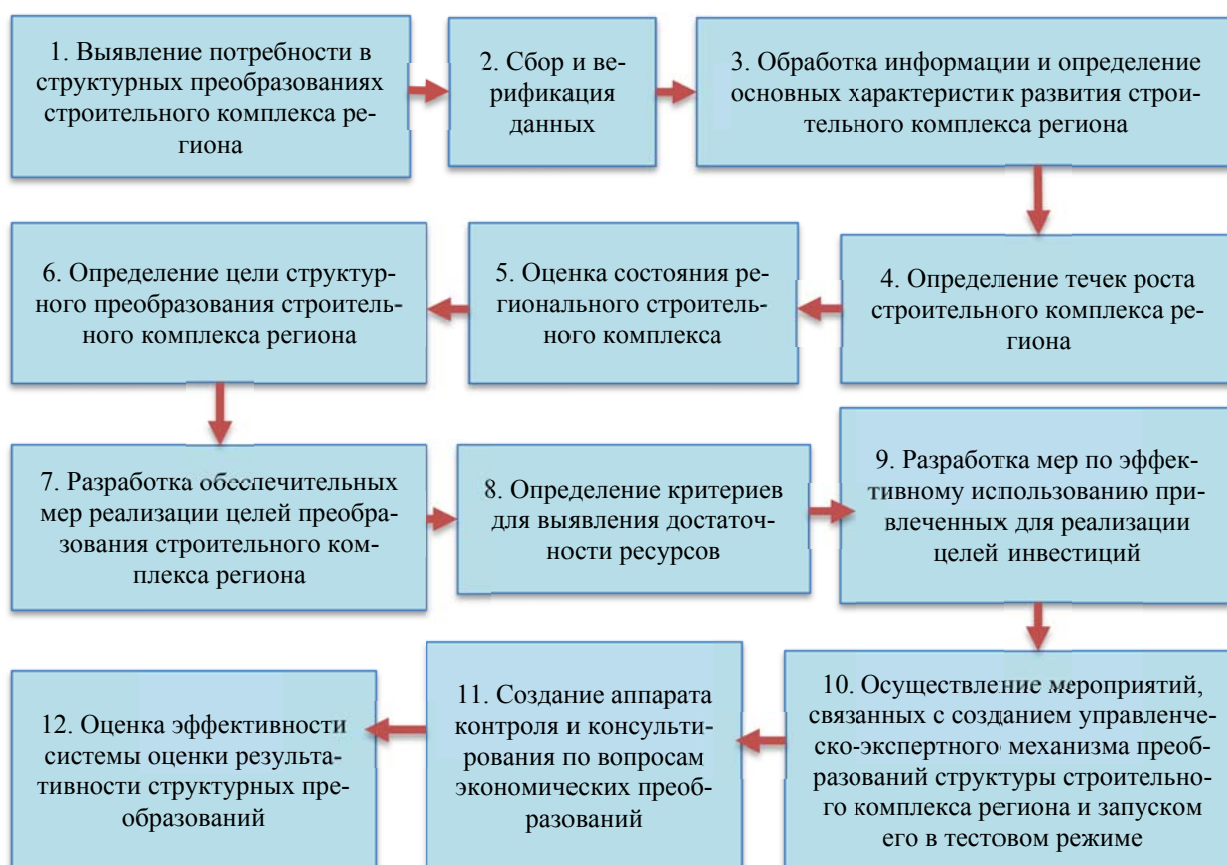 1. Выявление потребности в
структурных преобразованиях
строительного комплекса ре-
гиона
2. Сбор и ве-
рификация
данных
3. Обработка информации и определение
основных характеристик развития строи-
тельного комплекса региона
4. Определение течек роста
строительного комплекса ре-
гиона
5. Оценка состояния ре-
гионального строитель-
ного комплекса
6. Определение цели структур-
ного преобразования строитель-
ного комплекса региона
7. Разработка обеспечительных
мер реализации целей преобра-
зования строительного ком-
плекса региона
8. Определение критериев
для выявления достаточ-
ности ресурсов
9. Разработка мер по эффек-
тивному использованию при-
влеченных для реализации
целей инвестиций
10. Осуществление мероприятий,
связанных с созданием управленче-
ско-экспертного механизма преоб-
разований структуры строительно-
го комплекса региона и запуском
его в тестовом режиме
11. Создание аппарата
контроля и консульти-
рования по вопросам
экономических преоб-
разований
12. Оценка эффективности
системы оценки результа-
тивности структурных пре-
образований